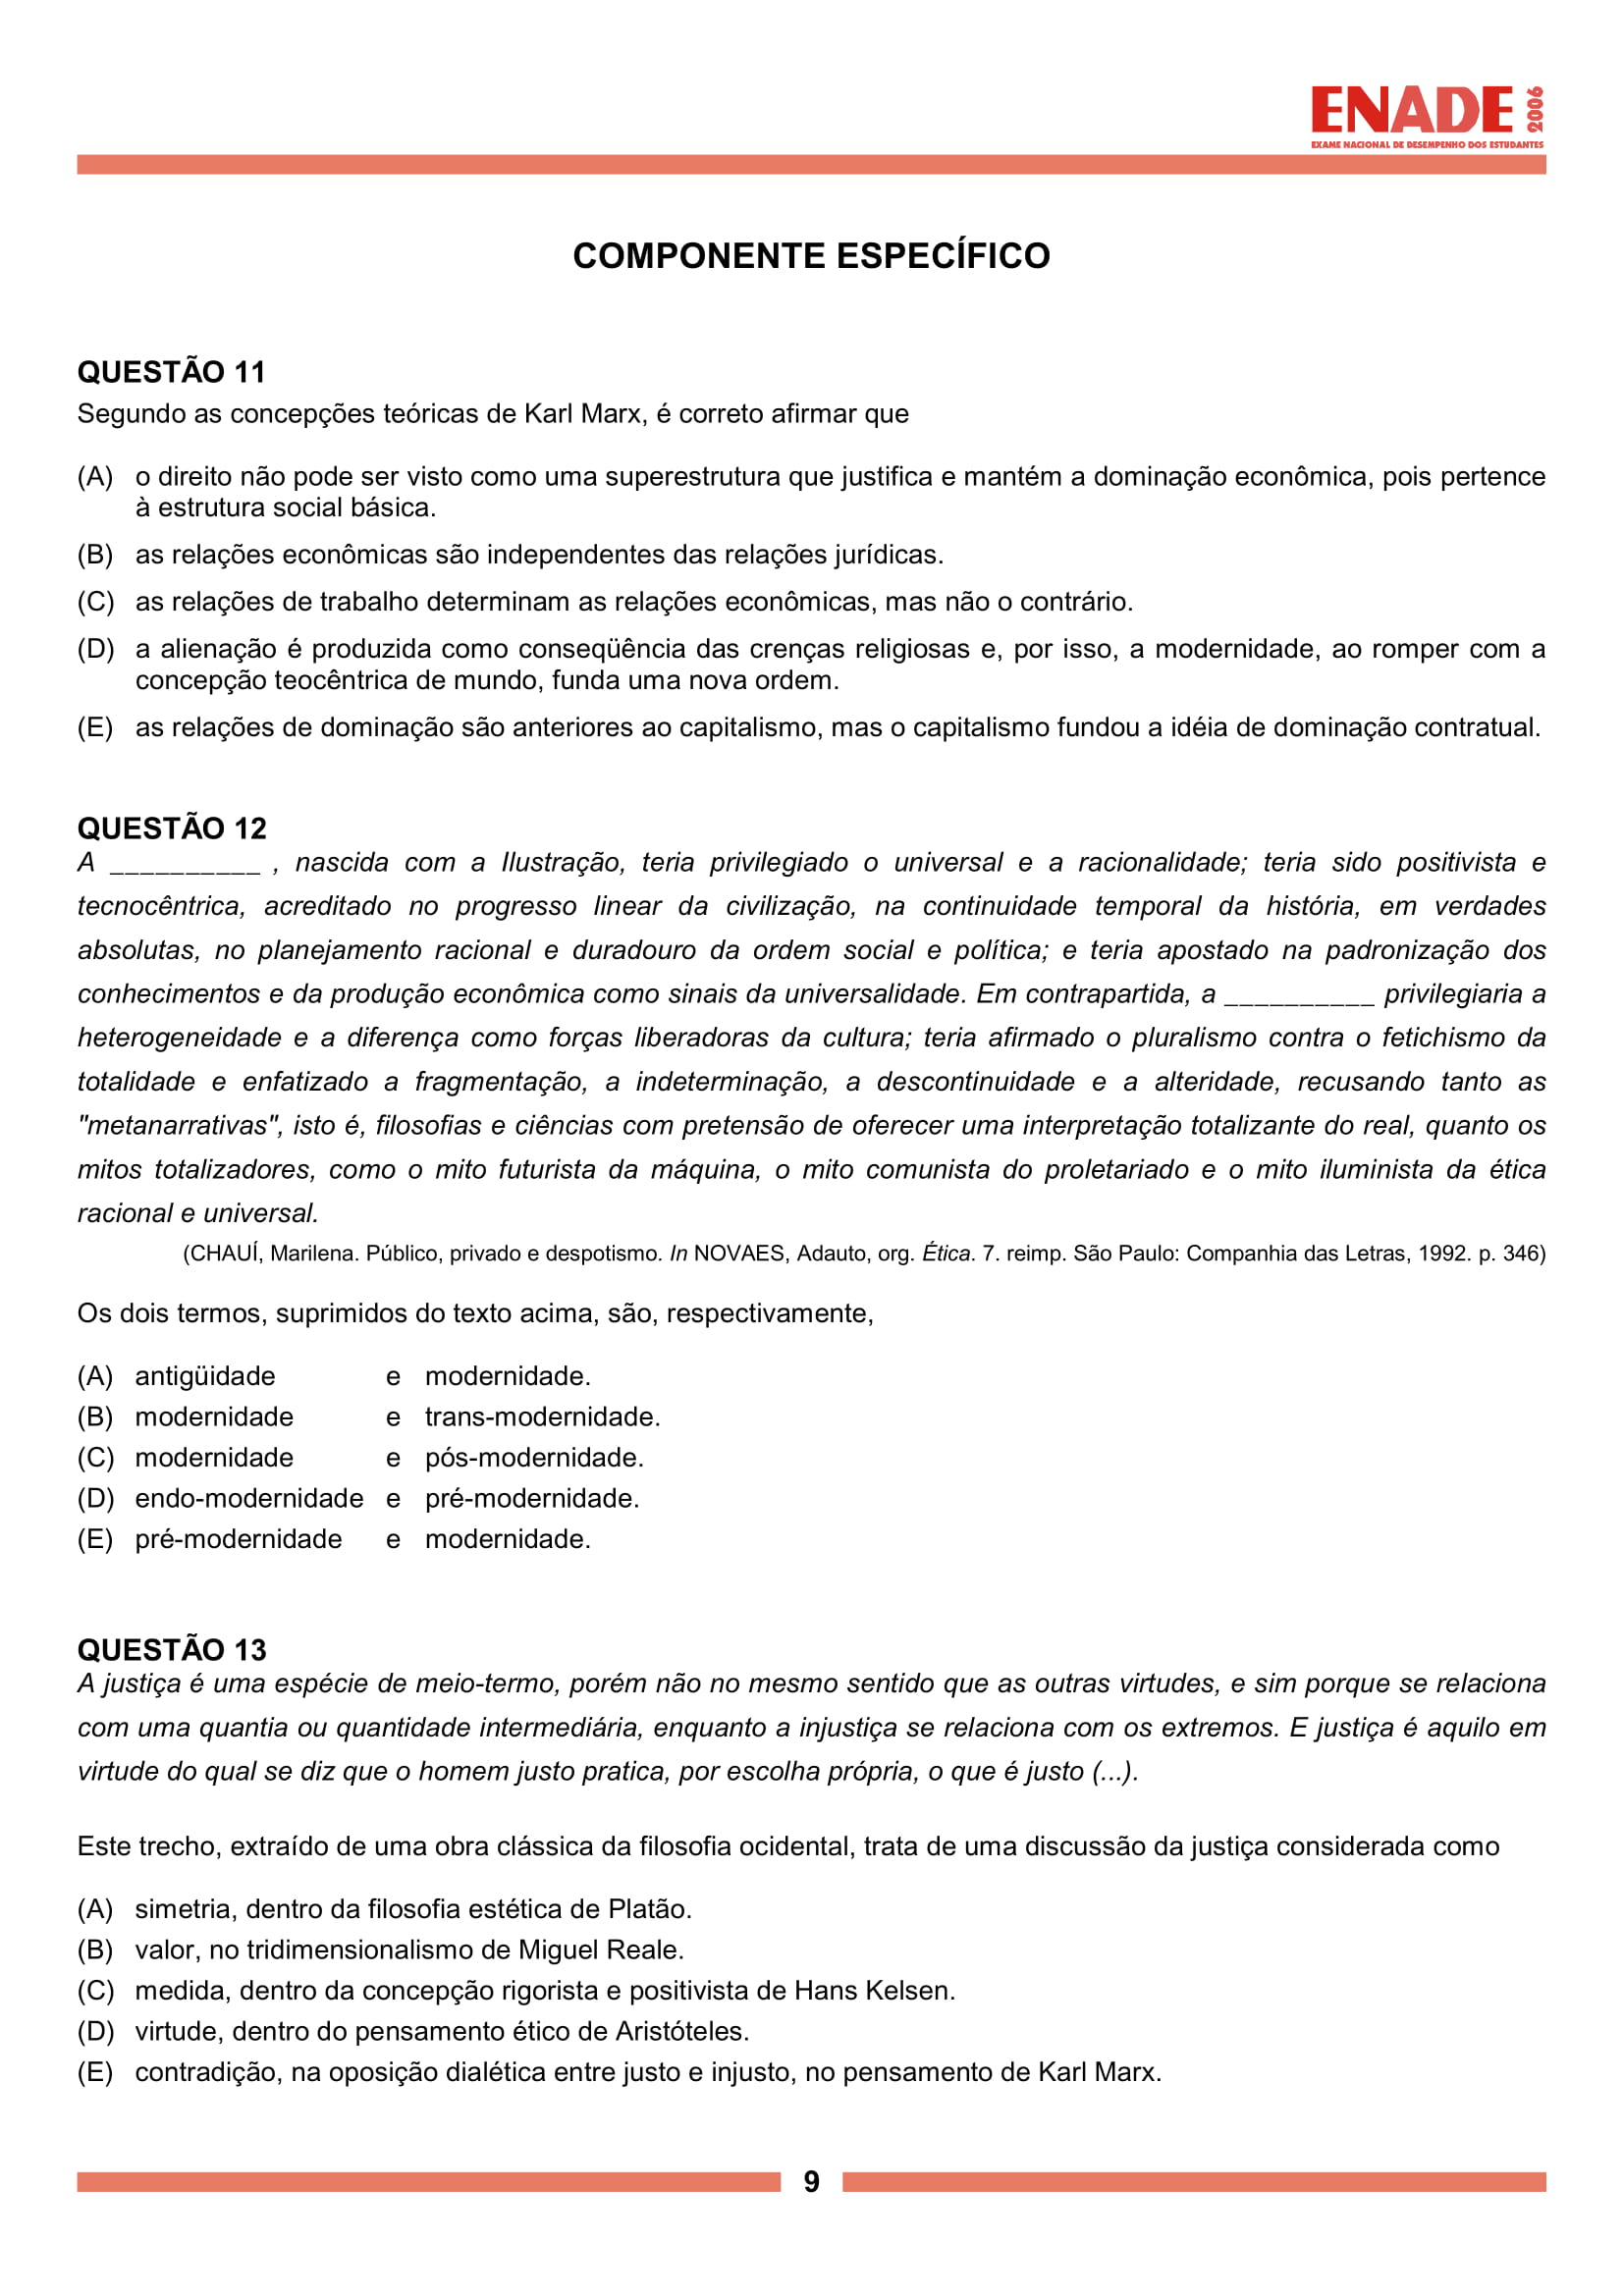 ENADE 2006
EXAME NACIONAL DE DESEMPENHO DOS ESTUDANTES
COMPONENTE ESPECÍFICO
QUESTÃO 11
Segundo as concepções teóricas de Karl Marx, é correto afirmar que
(A) o direito não pode ser visto como uma superestrutura que justifica e mantém a dominação econômica, pois pertence
à estrutura social básica.
(B) as relações econômicas são independentes das relações jurídicas.
(C) as relações de trabalho determinam as relações econômicas, mas não o contrário.
(D) a alienação é produzida como conseqüência das crenças religiosas e, por isso, a modernidade, ao romper com a
concepção teocêntrica de mundo, funda uma nova ordem.
(E) as relações de dominação são anteriores ao capitalismo, mas o capitalismo fundou a idéia de dominação contratual.
QUESTÃO 12
A __________ , nascida com a Ilustração, teria privilegiado o universal e a racionalidade; teria sido positivista e
tecnocêntrica, acreditado no progresso linear da civilização, na continuidade temporal da história, em verdades
absolutas, no planejamento racional e duradouro da ordem social e política; e teria apostado na padronização dos
conhecimentos e da produção econômica como sinais da universalidade. Em contrapartida, a __________ privilegiaria a
heterogeneidade e a diferença como forças liberadoras da cultura; teria afirmado o pluralismo contra o fetichismo da
totalidade e enfatizado a fragmentação, a indeterminação, a descontinuidade e a alteridade, recusando tanto as
"metanarrativas", isto é, filosofias e ciências com pretensão de oferecer uma interpretação totalizante do real, quanto os
mitos totalizadores, como o mito futurista da máquina, o mito comunista do proletariado e o mito iluminista da ética
racional e universal.
(CHAUÍ, Marilena. Público, privado e despotismo. In NOVAES, Adauto, org. Ética. 7. reimp. São Paulo: Companhia das Letras, 1992. p. 346)
Os dois termos, suprimidos do texto acima, são, respectivamente,
(A) antigüidade e modernidade.
(B) modernidade e trans-modernidade.
(C) modernidade e pós-modernidade.
(D) endo-modernidade e pré-modernidade.
(E) pré-modernidade e modernidade.
QUESTÃO 13
A justiça é uma espécie de meio-termo, porém não no mesmo sentido que as outras virtudes, e sim porque se relaciona
com uma quantia ou quantidade intermediária, enquanto a injustiça se relaciona com os extremos. E justiça é aquilo em
virtude do qual se diz que o homem justo pratica, por escolha própria, o que é justo (...).
Este trecho, extraído de uma obra clássica da filosofia ocidental, trata de uma discussão da justiça considerada como
(A) simetria, dentro da filosofia estética de Platão.
(B) valor, no tridimensionalismo de Miguel Reale.
(C) medida, dentro da concepção rigorista e positivista de Hans Kelsen.
(D) virtude, dentro do pensamento ético de Aristóteles.
(E) contradição, na oposição dialética entre justo e injusto, no pensamento de Karl Marx.
9